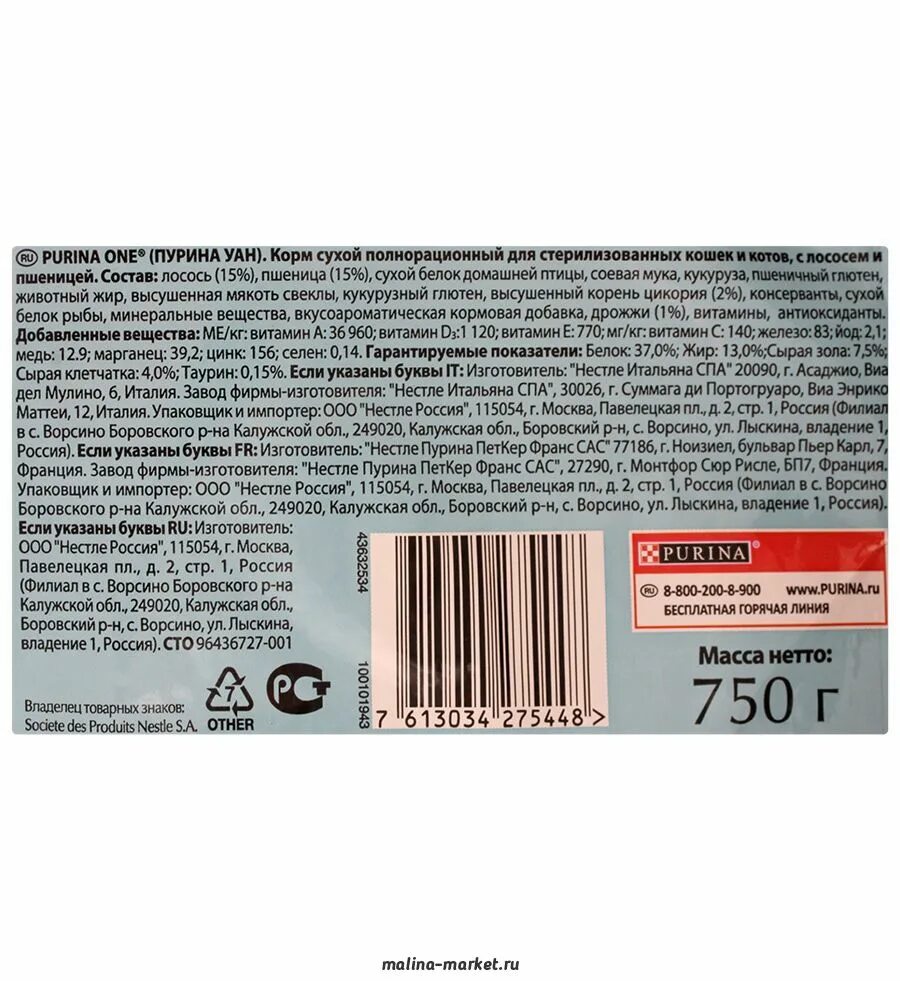 RU PURINA ONE® (ПУРИНА УАН). Корм сухой полнорационный для стерилизованных кошек и котов, с лососем и
пшеницей. Состав: лосось (15%), пшеница (15%), сухой белок домашней птицы, соевая мука, кукуруза, пшеничный глютен,
животный жир, высушенная мякоть свеклы, кукурузный глютен, высушенный корень цикория (2%), консерванты, сухой
белок рыбы, минеральные вещества, вкусоароматическая кормовая добавка, дрожжи (1%), витамины, антиоксиданты.
Добавленные вещества: МЕ/кг: витамин А: 36 960; витамин D₃:1 120; витамин Е: 770; мг/кг: витамин С: 140; железо: 83; йод: 2,1;
медь: 12.9; марганец: 39,2; цинк: 156; селен: 0,14. Гарантируемые показатели: Белок: 37,0%; Жир: 13,0%;Сырая зола: 7,5%;
Сырая клетчатка: 4,0%; Таурин: 0,15%. Если указаны буквы IT: Изготовитель: "Нестле Итальяна СПА" 20090, г. Асаджио, Виа
дел Мулино, 6, Италия. Завод фирмы-изготовителя: "Нестле Итальяна СПА", 30026, г. Суммага ди Портогруаро, Виа Энрико
Маттеи, 12, Италия. Упаковщик и импортер: ООО "Нестле Россия", 115054, г. Москва, Павелецкая пл., д. 2, стр. 1, Россия (Филиал
в с. Ворсино Боровского р-на Калужской обл., 249020, Калужская обл., Боровский р-н, с. Ворсино, ул. Лыскина, владение 1,
Россия). Если указаны буквы FR: Изготовитель: "Нестле Пурина ПетКер Франс САС" 77186, г. Ноизиел, бульвар Пьер Карл, 7,
Франция. Завод фирмы-изготовителя: "Нестле Пурина ПетКер Франс САС", 27290, г. Монтфор Сюр Рисле, БП7, Франция.
Упаковщик и импортер: ООО "Нестле Россия", 115054, г. Москва, Павелецкая пл., д. 2, стр. 1, Россия (Филиал в с. Ворсино
Боровского р-на Калужской обл., 249020, Калужская обл., Боровский р-н, с. Ворсино, ул. Лыскина, владение 1, Россия).
Если указаны буквы RU: Изготовитель:
ООО "Нестле Россия", 115054, г. Москва,
Павелецкая пл., д. 2, стр. 1, Россия
(Филиал в с. Ворсино Боровского р-на
Калужской обл., 249020, Калужская обл.,
Боровский р-н, с. Ворсино, ул. Лыскина,
владение 1, Россия). СТО 96436727-001
Владелец товарных знаков:
Societe des Produits Nestle S.A.
7
OTHER
РСТ
43632534
100101943
7 613034 275448 >
PURINA®
RU 8-800-200-8-900 www.PURINA.ru
БЕСПЛАТНАЯ ГОРЯЧАЯ ЛИНИЯ
Масса нетто:
750 г
malina-market.ru